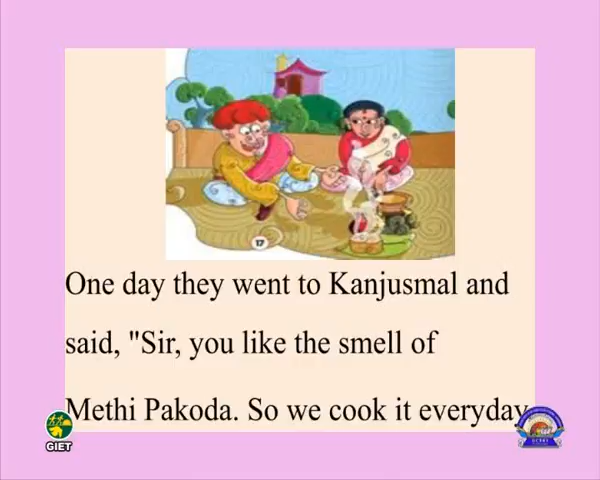 17
One day they went to Kanjusmal and
said, "Sir, you like the smell of
Methi Pakoda. So we cook it everyday
GIET